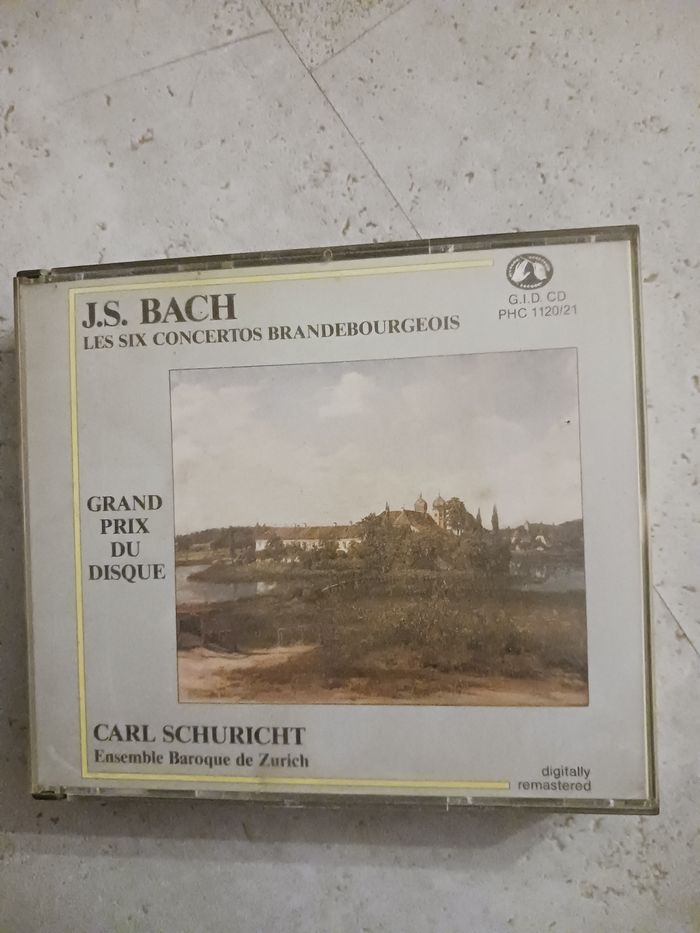 J.S. BACH
LES SIX CONCERTOS BRANDEBOURGEOIS
G.I.D. CD
PHC 1120/21
GRAND
PRIX
DU
DISQUE
CARL SCHURICHT
Ensemble Baroque de Zurich
digitally
remastered